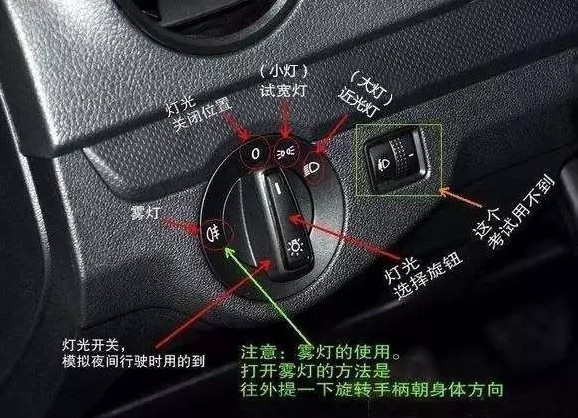 （小灯）
试宽灯
（大灯）
近光灯
灯光
关闭位置
0
雾灯
这个
考试用不到
灯光
选择旋钮
灯光开关，
模拟夜间行驶时用的到
注意：雾灯的使用。
打开雾灯的方法是
往外提一下旋转手柄朝身体方向